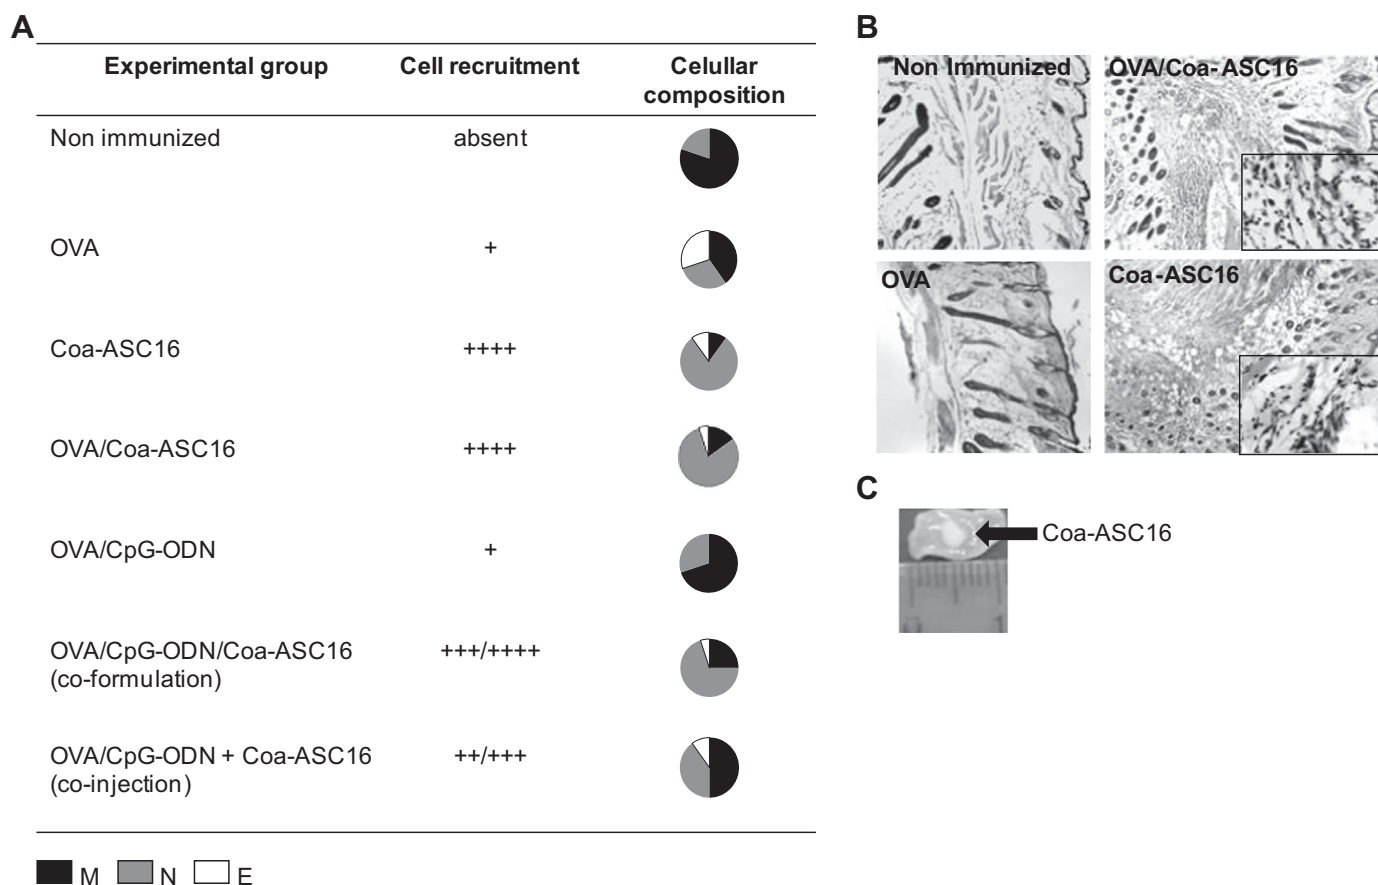 A
Experimental group Cell recruitment Celullar
composition
Non immunized absent
OVA +
Coa-ASC16 ++++
OVA/Coa-ASC16 ++++
OVA/CpG-ODN +
OVA/CpG-ODN/Coa-ASC16 +++/++++
(co-formulation)
OVA/CpG-ODN + Coa-ASC16 ++/+++
(co-injection)
M N E
B
Non Immunized OVA/Coa-ASC16
OVA Coa-ASC16
C
Coa-ASC16